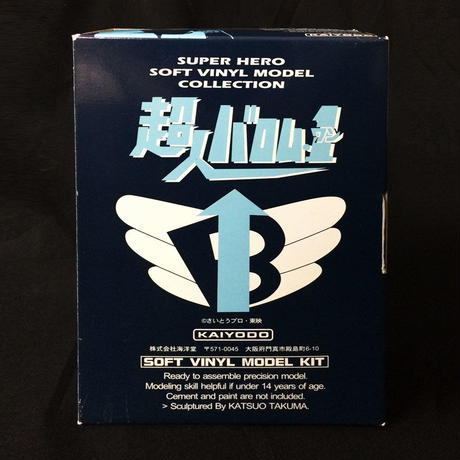 KAIYODO
SUPER HERO
SOFT VINYL MODEL
COLLECTION
超人バロム・1
ワン
B
©さいとうプロ・東映
KAIYODO
株式会社海洋堂 〒571-0045 大阪府門真市殿島町6-10
SOFT VINYL MODEL KIT
Ready to assemble precision model.
Modeling skill helpful if under 14 years of age.
Cement and paint are not included.
> Sculptured By KATSUO TAKUMA.